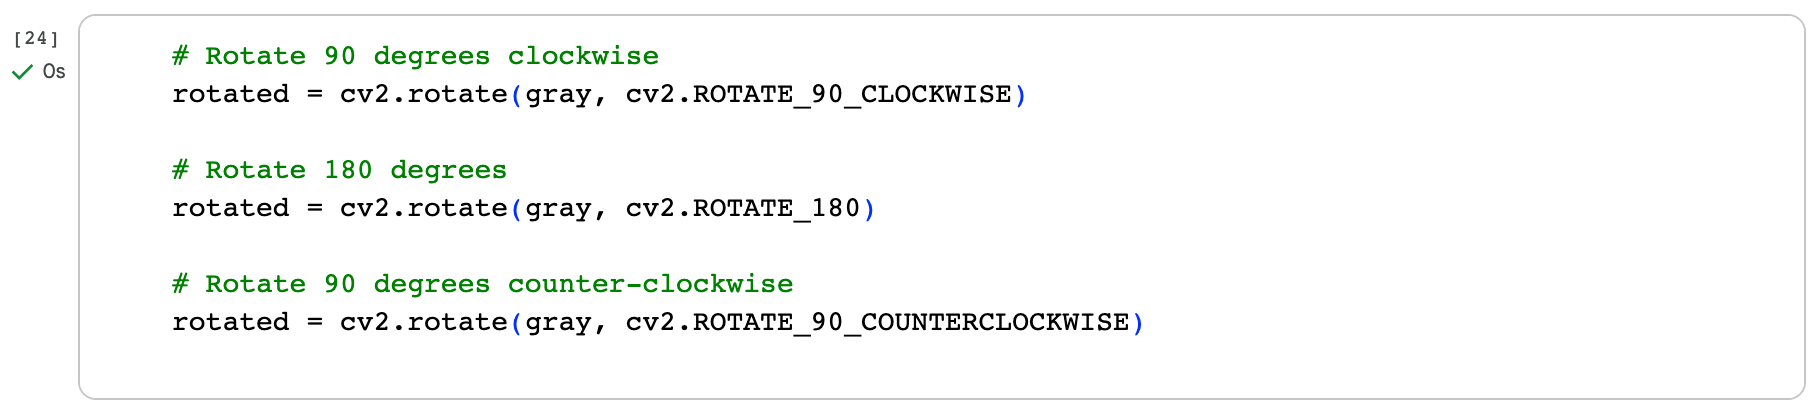 [24]
0s
# Rotate 90 degrees clockwise
rotated = cv2.rotate(gray, cv2.ROTATE_90_CLOCKWISE)
# Rotate 180 degrees
rotated = cv2.rotate(gray, cv2.ROTATE_180)
# Rotate 90 degrees counter-clockwise
rotated = cv2.rotate(gray, cv2.ROTATE_90_COUNTERCLOCKWISE)